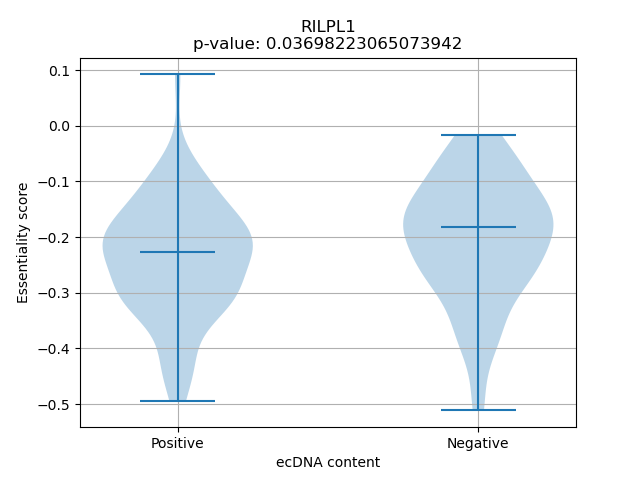 RILPL1
p-value: 0.03698223065073942
0.1
0.0
−0.1
−0.2
−0.3
−0.4
−0.5
Essentiality score
Positive
Negative
ecDNA content